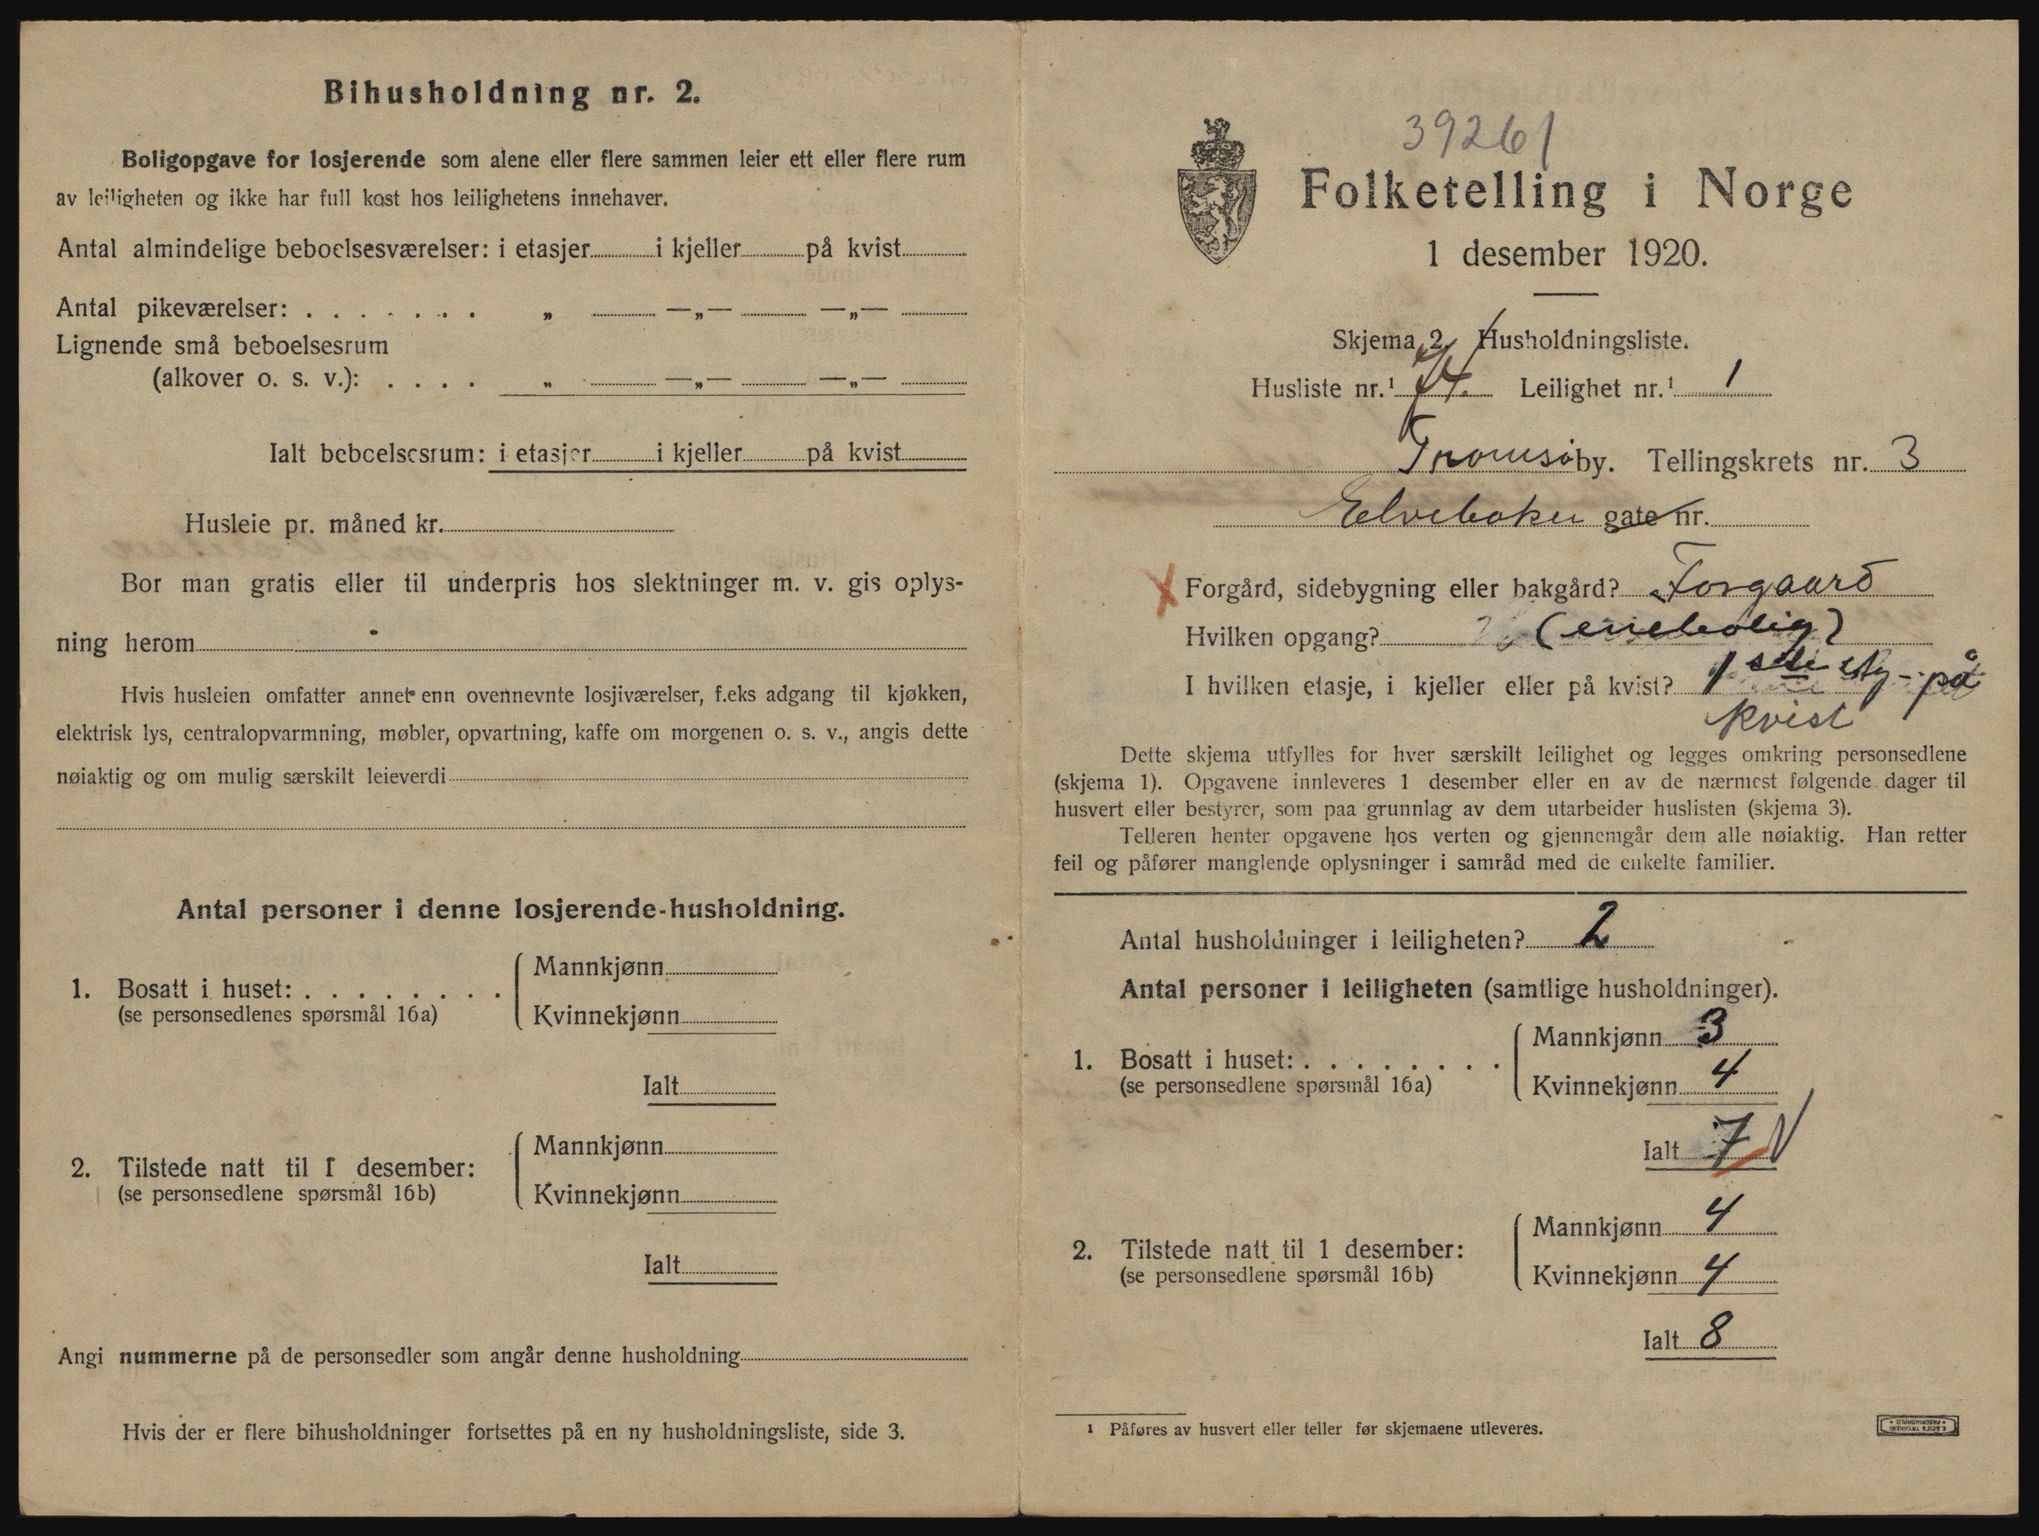 Bihusholdning nr. 2.
Boligopgave for losjerende som alene eller flere sammen leier ett eller flere rum
av leiligheten og ikke har full kost hos leilighetens innehaver.
Antal almindelige beboelsesværelser: i etasjer i kjeller på kvist
Antal pikeværelser: . . . . . . . „ —„— —„—
Lignende små beboelsesrum
(alkover o. s. v.): . . . . „ —„— —„—
Ialt beboelsesrum: i etasjer i kjeller på kvist
Husleie pr. måned kr.
Bor man gratis eller til underpris hos slektninger m. v. gis oplys-
ning herom
Hvis husleien omfatter annet enn ovennevnte losjiværelser, f.eks adgang til kjøkken,
elektrisk lys, centralopvarmning, møbler, opvartning, kaffe om morgenen o. s. v., angis dette
nøiaktig og om mulig særskilt leieverdi
Antal personer i denne losjerende-husholdning.
Mannkjønn
1. Bosatt i huset: . . . . . . . .
(se personsedlenes spørsmål 16a)
Kvinnekjønn
Ialt
Mannkjønn
2. Tilstede natt til 1 desember:
(se personsedlene spørsmål 16b)
Kvinnekjønn
Ialt
Angi nummerne på de personsedler som angår denne husholdning
Hvis der er flere bihusholdninger fortsettes på en ny husholdningsliste, side 3.
39261
Folketelling i Norge
1 desember 1920.
Skjema 2. Husholdningsliste.
Husliste nr.¹ Leilighet nr.¹ 1
Tromsø by. Tellingskrets nr. 3
Elvebakken gate nr.
Forgård, sidebygning eller bakgård? Forgaard
Hvilken opgang? (enebolig)
I hvilken etasje, i kjeller eller på kvist? 1ste etg - på
kvist
Dette skjema utfylles for hver særskilt leilighet og legges omkring personsedlene
(skjema 1). Opgavene innleveres 1 desember eller en av de nærmest følgende dager til
husvert eller bestyrer, som paa grunnlag av dem utarbeider huslisten (skjema 3).
Telleren henter opgavene hos verten og gjennemgår dem alle nøiaktig. Han retter
feil og påfører manglende oplysninger i samråd med de enkelte familier.
Antal husholdninger i leiligheten? 2
Antal personer i leiligheten (samtlige husholdninger).
Mannkjønn 3
1. Bosatt i huset: . . . . . . . .
(se personsedlene spørsmål 16a)
Kvinnekjønn 4
Ialt 7
Mannkjønn 4
2. Tilstede natt til 1 desember:
(se personsedlene spørsmål 16b)
Kvinnekjønn 4
Ialt 8
¹ Påføres av husvert eller teller før skjemaene utleveres.